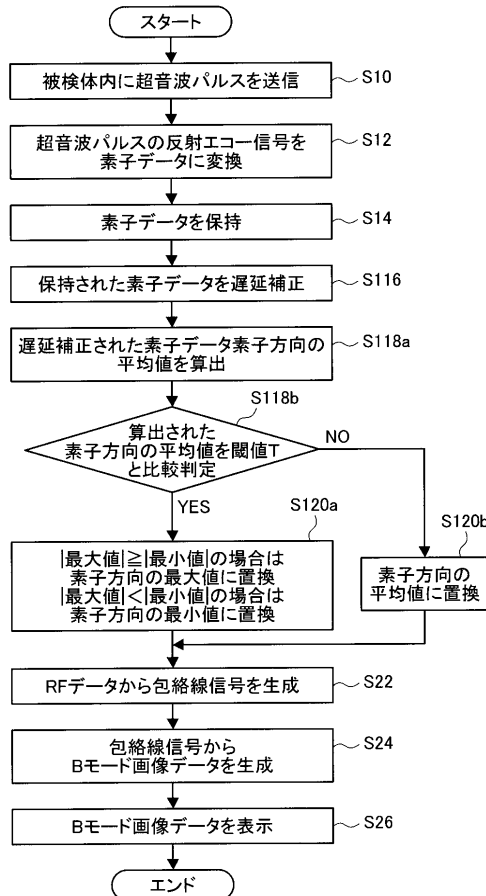 スタート
被検体内に超音波パルスを送信
S10
超音波パルスの反射エコー信号を
素子データに変換
S12
素子データを保持
S14
保持された素子データを遅延補正
S116
遅延補正された素子データ素子方向の
平均値を算出
S118a
算出された
素子方向の平均値を閾値T
と比較判定
S118b
NO
YES
|最大値|≧|最小値|の場合は
素子方向の最大値に置換
|最大値|<|最小値|の場合は
素子方向の最小値に置換
S120a
素子方向の
平均値に置換
S120b
RFデータから包絡線信号を生成
S22
包絡線信号から
Bモード画像データを生成
S24
Bモード画像データを表示
S26
エンド